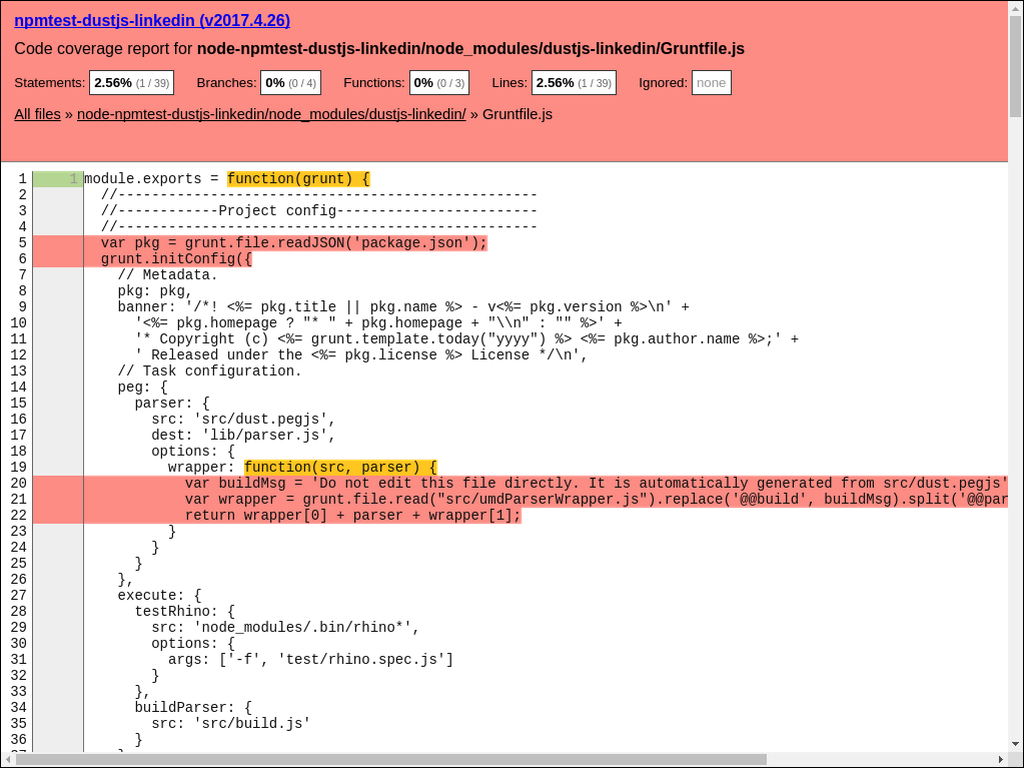 npmtest-dustjs-linkedin (v2017.4.26)
Code coverage report for node-npmtest-dustjs-linkedin/node_modules/dustjs-linkedin/Gruntfile.js
Statements: 2.56% (1 / 39) Branches: 0% (0 / 4) Functions: 0% (0 / 3) Lines: 2.56% (1 / 39) Ignored: none
All files » node-npmtest-dustjs-linkedin/node_modules/dustjs-linkedin/ » Gruntfile.js
1 1 module.exports = function(grunt) {
2   //--------------------------------------------------
3   //------------Project config------------------------
4   //--------------------------------------------------
5   var pkg = grunt.file.readJSON('package.json');
6   grunt.initConfig({
7     // Metadata.
8     pkg: pkg,
9     banner: '/*! <%= pkg.title || pkg.name %> - v<%= pkg.version %>\n' +
10       '<%= pkg.homepage ? "* " + pkg.homepage + "\\n" : "" %>' +
11       '* Copyright (c) <%= grunt.template.today("yyyy") %> <%= pkg.author.name %>;' +
12       ' Released under the <%= pkg.license %> License */\n',
13     // Task configuration.
14     peg: {
15       parser: {
16         src: 'src/dust.pegjs',
17         dest: 'lib/parser.js',
18         options: {
19           wrapper: function(src, parser) {
20             var buildMsg = 'Do not edit this file directly. It is automatically generated from src/dust.pegjs'
21             var wrapper = grunt.file.read("src/umdParserWrapper.js").replace('@@build', buildMsg).split('@@par
22             return wrapper[0] + parser + wrapper[1];
23           }
24         }
25       }
26     },
27     execute: {
28       testRhino: {
29         src: 'node_modules/.bin/rhino*',
30         options: {
31           args: ['-f', 'test/rhino.spec.js']
32         }
33       },
34       buildParser: {
35         src: 'src/build.js'
36       }